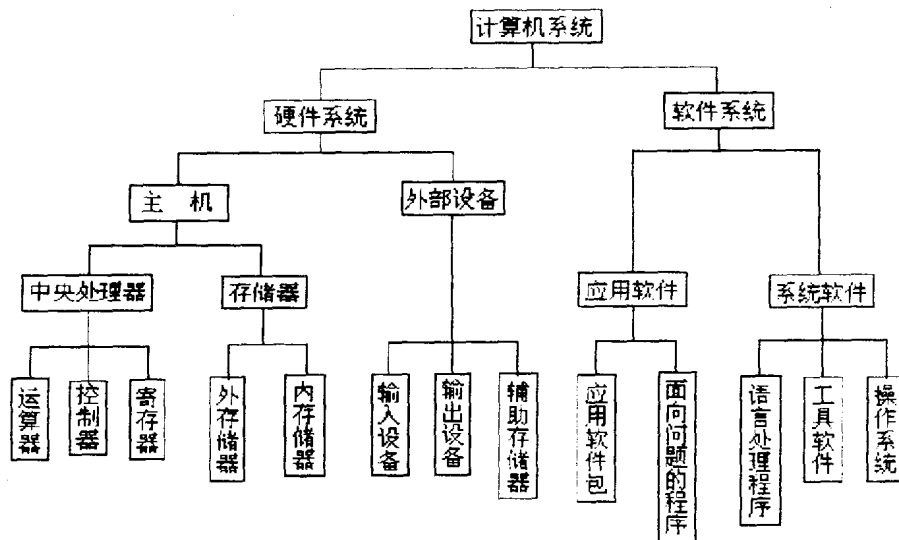 计算机系统
硬件系统
软件系统
主 机
外部设备
中央处理器
存储器
应用软件
系统软件
运算器
控制器
寄存器
外存储器
内存储器
输入设备
输出设备
辅助存储器
应用软件包
面向问题的程序
语言处理程序
工具软件
操作系统